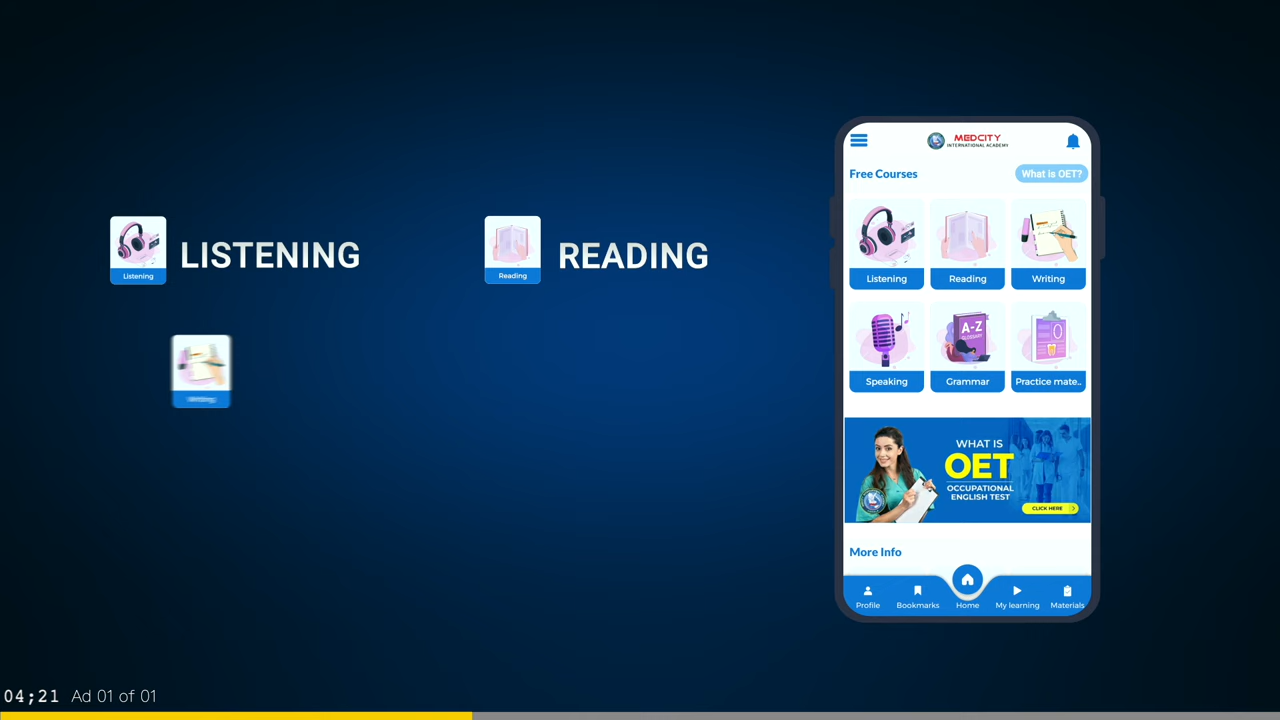 LISTENING
Listening
READING
Reading
MEDCITY
INTERNATIONAL ACADEMY
Free Courses
What is OET?
Listening
Reading
Writing
A-Z
GLOSSARY
Speaking
Grammar
Practice mate..
WHAT IS
OET
OCCUPATIONAL
ENGLISH TEST
CLICK HERE
More Info
Profile
Bookmarks
Home
My learning
Materials
04;21 Ad 01 of 01